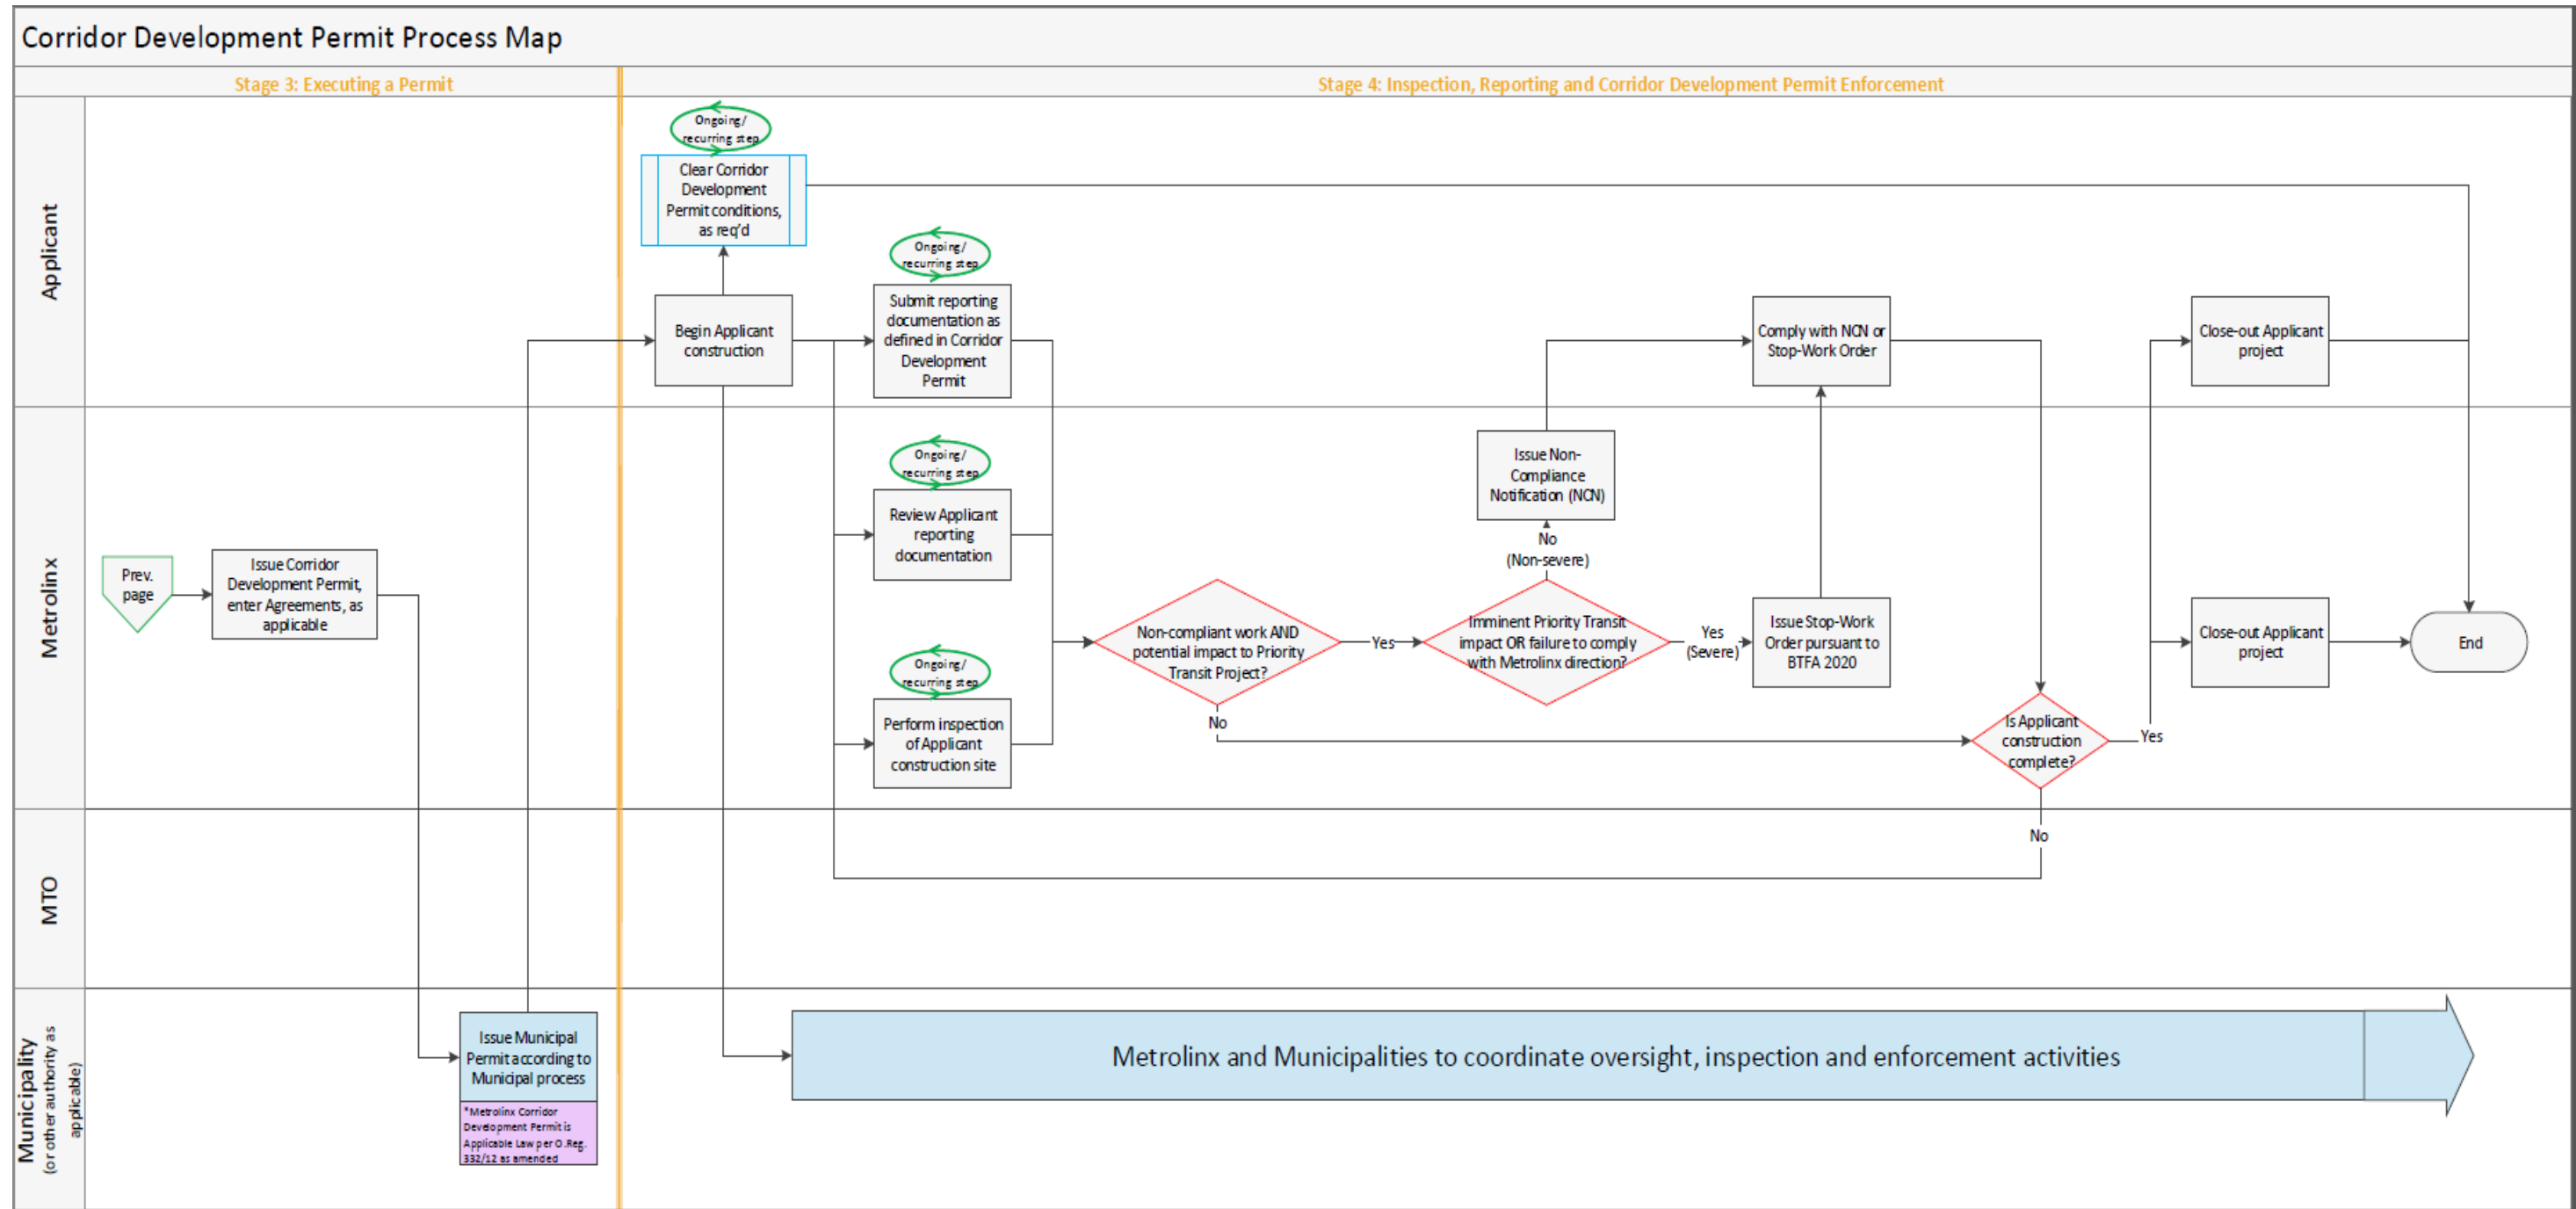 Corridor Development Permit Process Map
Stage 3: Executing a Permit
Stage 4: Inspection, Reporting and Corridor Development Permit Enforcement
Applicant
Ongoing/
recurring step
Clear Corridor
Development
Permit conditions,
as req'd
Begin Applicant
construction
Ongoing/
recurring step
Submit reporting
documentation as
defined in Corridor
Development
Permit
Comply with NCN or
Stop-Work Order
Close-out Applicant
project
Metrolinx
Prev.
page
Issue Corridor
Development Permit,
enter Agreements, as
applicable
Ongoing/
recurring step
Review Applicant
reporting
documentation
Ongoing/
recurring step
Perform inspection
of Applicant
construction site
Non-compliant work AND
potential impact to Priority
Transit Project?
Yes
No
Issue Non-
Compliance
Notification (NCN)
No
(Non-severe)
Imminent Priority Transit
impact OR failure to comply
with Metrolinx direction?
Yes
(Severe)
Issue Stop-Work
Order pursuant to
BTFA 2020
Is Applicant
construction
complete?
Yes
Close-out Applicant
project
End
MTO
No
Municipality
(or other authority as
applicable)
Issue Municipal
Permit according to
Municipal process
*Metrolinx Corridor
Development Permit is
Applicable Law per O.Reg.
332/12 as amended
Metrolinx and Municipalities to coordinate oversight, inspection and enforcement activities